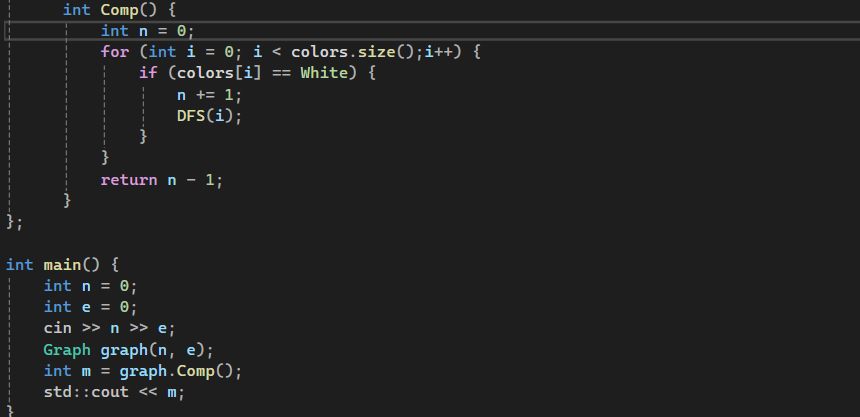 int Comp() {
int n = 0;
for (int i = 0; i < colors.size();i++) {
if (colors[i] == White) {
n += 1;
DFS(i);
}
}
return n - 1;
}
};
int main() {
int n = 0;
int e = 0;
cin >> n >> e;
Graph graph(n, e);
int m = graph.Comp();
std::cout << m;
}